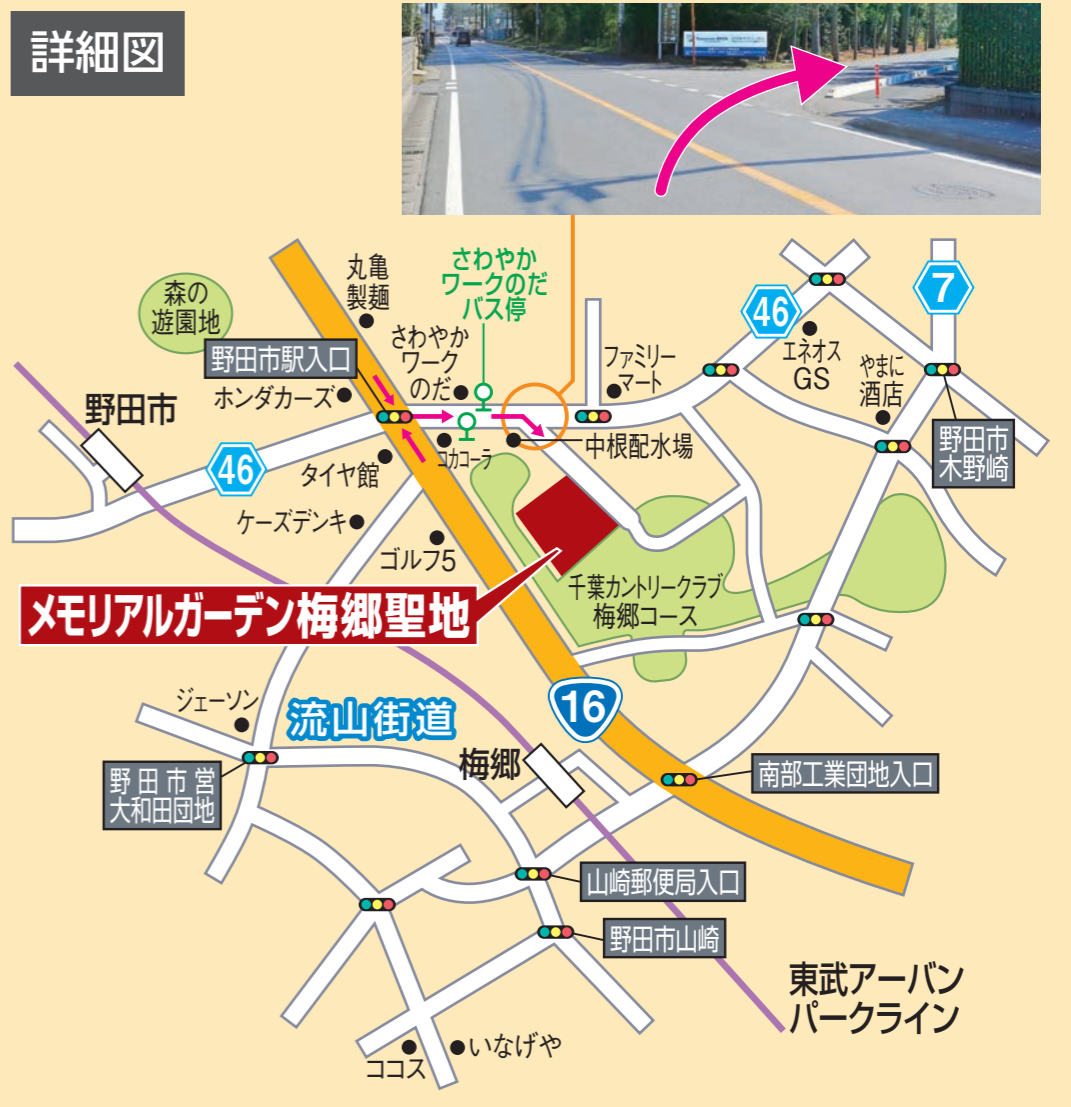 詳細図
丸亀
製麺
さわやか
ワークのだ
バス停
森の
遊園地
さわやか
ワーク
のだ
野田市駅入口
ホンダカーズ
ファミリー
マート
46
7
エネオス
GS
やまに
酒店
野田市
46
タイヤ館
コカコーラ
中根配水場
野田市
木野崎
ケーズデンキ
ゴルフ5
千葉カントリークラブ
梅郷コース
メモリアルガーデン梅郷聖地
ジェーソン
流山街道
16
梅郷
野田市営
大和田団地
南部工業団地入口
山崎郵便局入口
野田市山崎
東武アーバン
パークライン
いなげや
ココス